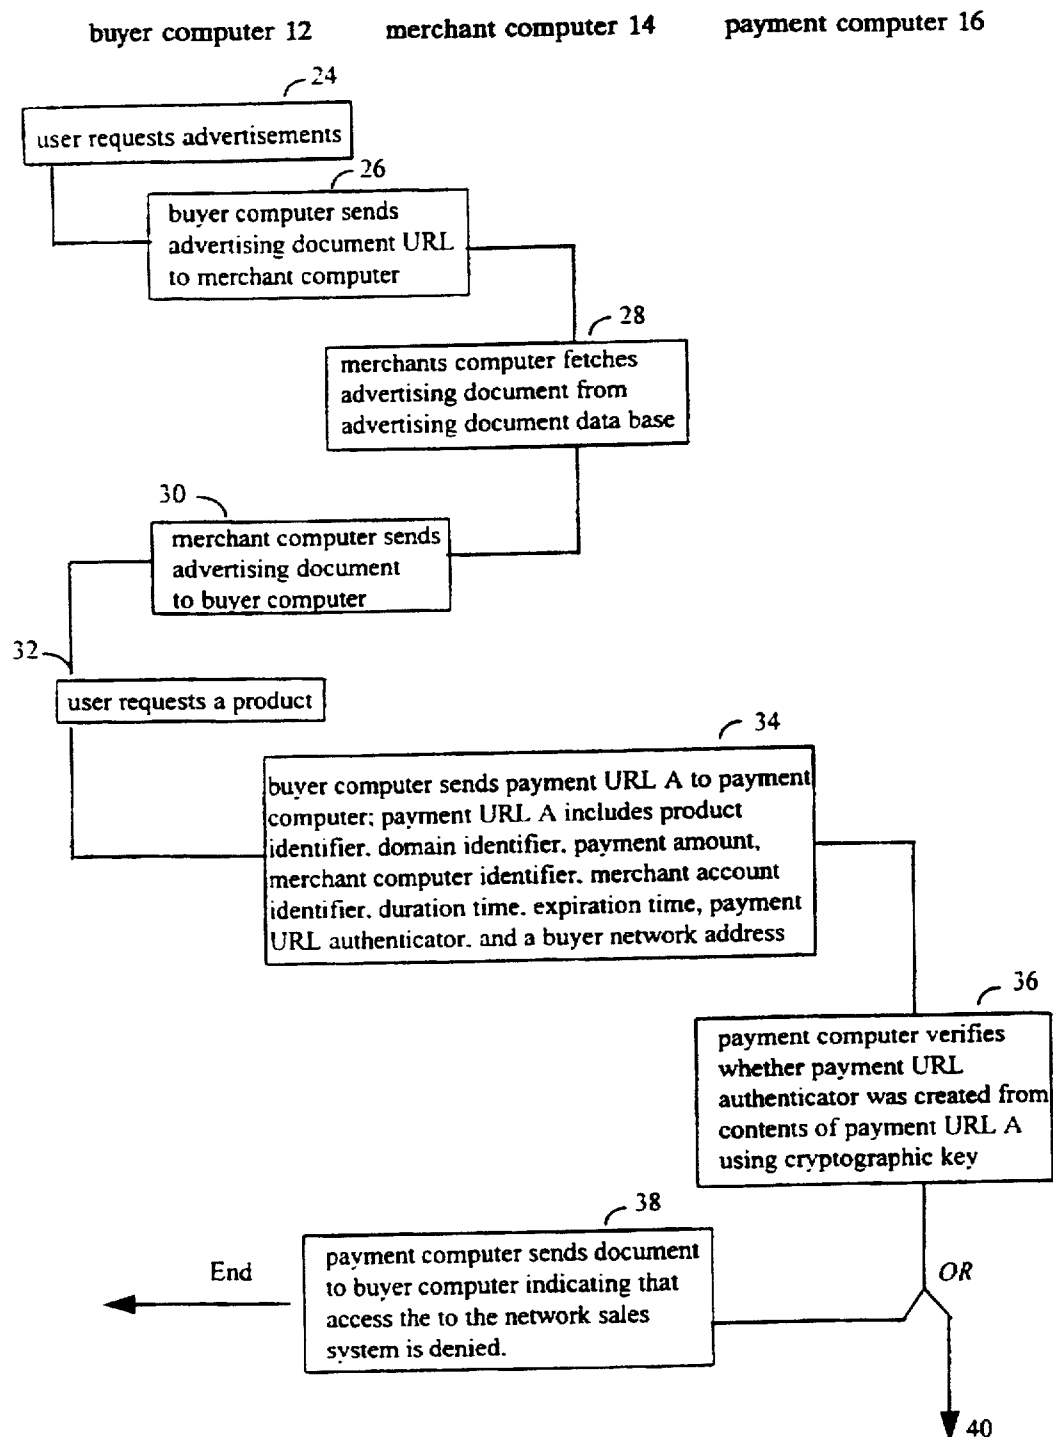 buyer computer 12 merchant computer 14 payment computer 16
24
user requests advertisements
26
buyer computer sends
advertising document URL
to merchant computer
28
merchants computer fetches
advertising document from
advertising document data base
30
merchant computer sends
advertising document
to buyer computer
32
user requests a product
34
buyer computer sends payment URL A to payment
computer; payment URL A includes product
identifier, domain identifier, payment amount,
merchant computer identifier, merchant account
identifier, duration time, expiration time, payment
URL authenticator, and a buyer network address
36
payment computer verifies
whether payment URL
authenticator was created from
contents of payment URL A
using cryptographic key
38
payment computer sends document
to buyer computer indicating that
access the to the network sales
system is denied.
End
OR
40